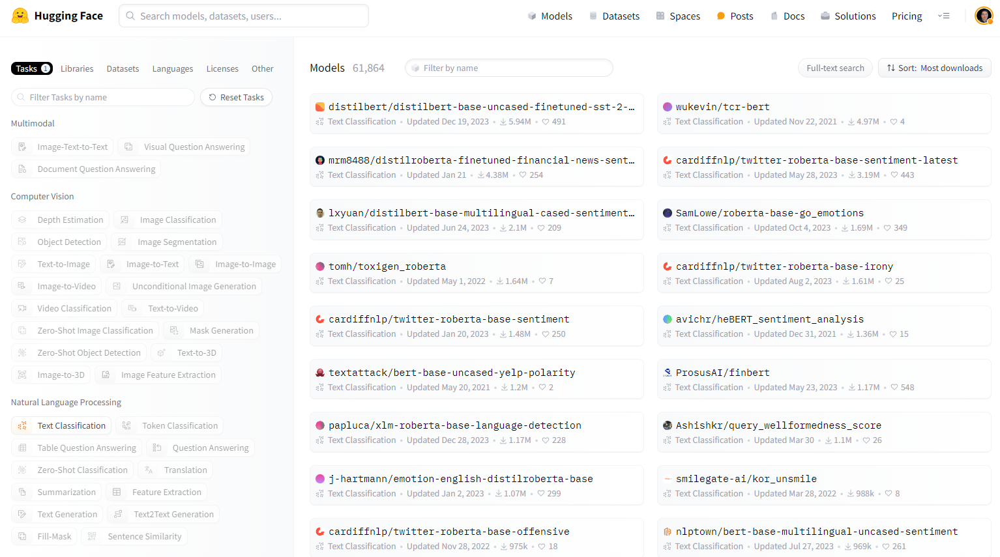 Hugging Face
Search models, datasets, users...
Models
Datasets
Spaces
Posts
Docs
Solutions
Pricing
Tasks 1
Libraries
Datasets
Languages
Licenses
Other
Filter Tasks by name
Reset Tasks
Multimodal
Image-Text-to-Text
Visual Question Answering
Document Question Answering
Computer Vision
Depth Estimation
Image Classification
Object Detection
Image Segmentation
Text-to-Image
Image-to-Text
Image-to-Image
Image-to-Video
Unconditional Image Generation
Video Classification
Text-to-Video
Zero-Shot Image Classification
Mask Generation
Zero-Shot Object Detection
Text-to-3D
Image-to-3D
Image Feature Extraction
Natural Language Processing
Text Classification
Token Classification
Table Question Answering
Question Answering
Zero-Shot Classification
Translation
Summarization
Feature Extraction
Text Generation
Text2Text Generation
Fill-Mask
Sentence Similarity
Models 61,864
Filter by name
Full-text search
Sort: Most downloads
distilbert/distilbert-base-uncased-finetuned-sst-2-…
Text Classification • Updated Dec 19, 2023 • 5.94M • 491
wukevin/tcr-bert
Text Classification • Updated Nov 22, 2021 • 4.97M • 4
mrm8488/distilroberta-finetuned-financial-news-sent…
Text Classification • Updated Jan 21 • 4.38M • 254
cardiffnlp/twitter-roberta-base-sentiment-latest
Text Classification • Updated May 28, 2023 • 3.19M • 443
lxyuan/distilbert-base-multilingual-cased-sentiment…
Text Classification • Updated Jun 24, 2023 • 2.1M • 209
SamLowe/roberta-base-go_emotions
Text Classification • Updated Oct 4, 2023 • 1.69M • 349
tomh/toxigen_roberta
Text Classification • Updated May 1, 2022 • 1.64M • 7
cardiffnlp/twitter-roberta-base-irony
Text Classification • Updated Aug 2, 2023 • 1.61M • 25
cardiffnlp/twitter-roberta-base-sentiment
Text Classification • Updated Jan 20, 2023 • 1.48M • 250
avichr/heBERT_sentiment_analysis
Text Classification • Updated Dec 31, 2021 • 1.36M • 15
textattack/bert-base-uncased-yelp-polarity
Text Classification • Updated May 20, 2021 • 1.2M • 2
ProsusAI/finbert
Text Classification • Updated May 23, 2023 • 1.17M • 548
papluca/xlm-roberta-base-language-detection
Text Classification • Updated Dec 28, 2023 • 1.17M • 228
Ashishkr/query_wellformedness_score
Text Classification • Updated Mar 30 • 1.1M • 26
j-hartmann/emotion-english-distilroberta-base
Text Classification • Updated Jan 2, 2023 • 1.07M • 299
smilegate-ai/kor_unsmile
Text Classification • Updated Mar 28, 2022 • 988k • 8
cardiffnlp/twitter-roberta-base-offensive
Text Classification • Updated Nov 28, 2022 • 975k • 18
nlptown/bert-base-multilingual-uncased-sentiment
Text Classification • Updated Jul 27, 2023 • 969k • 261